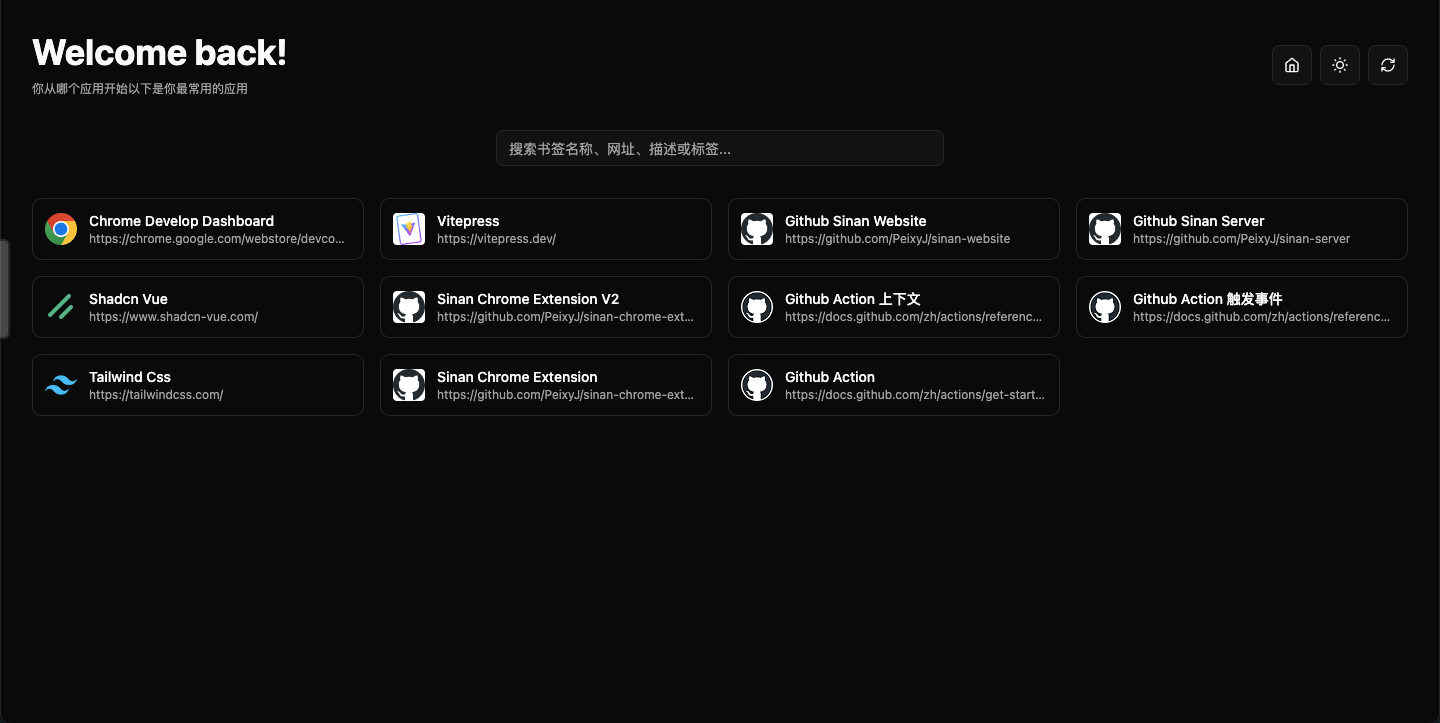 Welcome back!
你从哪个应用开始以下是你最常用的应用
搜索书签名称、网址、描述或标签...
Chrome Develop Dashboard
https://chrome.google.com/webstore/devco...
Vitepress
https://vitepress.dev/
Github Sinan Website
https://github.com/PeixyJ/sinan-website
Github Sinan Server
https://github.com/PeixyJ/sinan-server
Shadcn Vue
https://www.shadcn-vue.com/
Sinan Chrome Extension V2
https://github.com/PeixyJ/sinan-chrome-ext...
Github Action 上下文
https://docs.github.com/zh/actions/referenc...
Github Action 触发事件
https://docs.github.com/zh/actions/referenc...
Tailwind Css
https://tailwindcss.com/
Sinan Chrome Extension
https://github.com/PeixyJ/sinan-chrome-ext...
Github Action
https://docs.github.com/zh/actions/get-start...